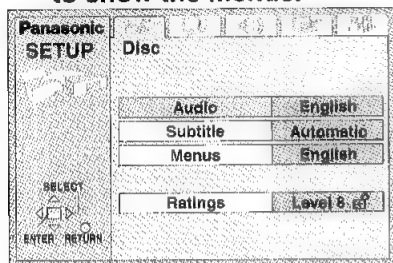 to show the menus.
Panasonic
SETUP
Disc
Audio English
Subtitle Automatic
Menus English
Ratings Level 8
SELECT
ENTER RETURN